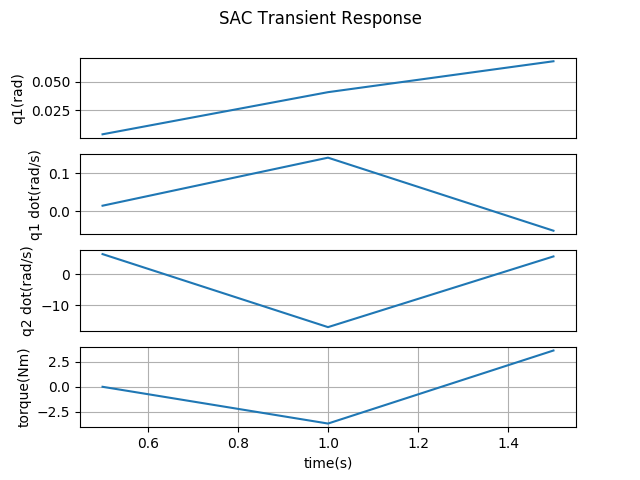 SAC Transient Response
q1(rad)
0.050
0.025
q1 dot(rad/s)
0.1
0.0
q2 dot(rad/s)
0
−10
torque(Nm)
2.5
0.0
−2.5
0.6 0.8 1.0 1.2 1.4
time(s)